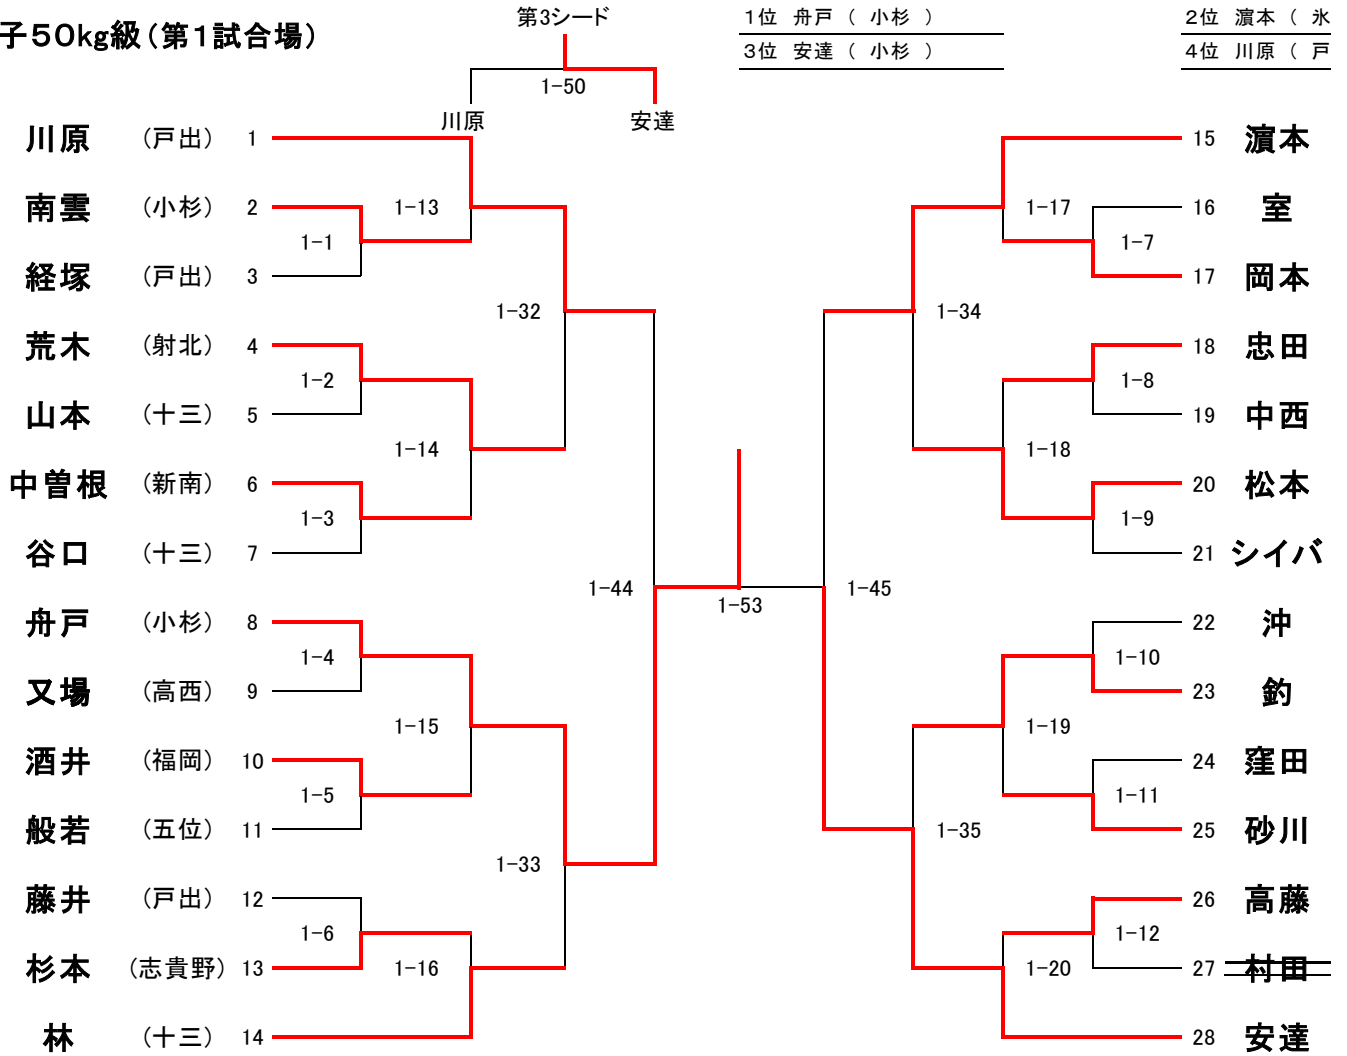 子50kg級（第1試合場）
第3シード
1-50
川原 安達
1位 舟戸（ 小杉 ）
2位 濵本（ 氷
3位 安達（ 小杉 ）
4位 川原（ 戸
川原 （戸出） 1
南雲 （小杉） 2
経塚 （戸出） 3
荒木 （射北） 4
山本 （十三） 5
中曽根 （新南） 6
谷口 （十三） 7
舟戸 （小杉） 8
又場 （高西） 9
酒井 （福岡） 10
般若 （五位） 11
藤井 （戸出） 12
杉本 （志貴野） 13
林 （十三） 14
1-1
1-2
1-3
1-4
1-5
1-6
1-13
1-14
1-15
1-16
1-32
1-33
1-44
1-53
1-45
1-34
1-35
1-17
1-18
1-19
1-20
1-7
1-8
1-9
1-10
1-11
1-12
15 濵本
16 室
17 岡本
18 忠田
19 中西
20 松本
21 シイバ
22 沖
23 釣
24 窪田
25 砂川
26 高藤
27 村田
28 安達